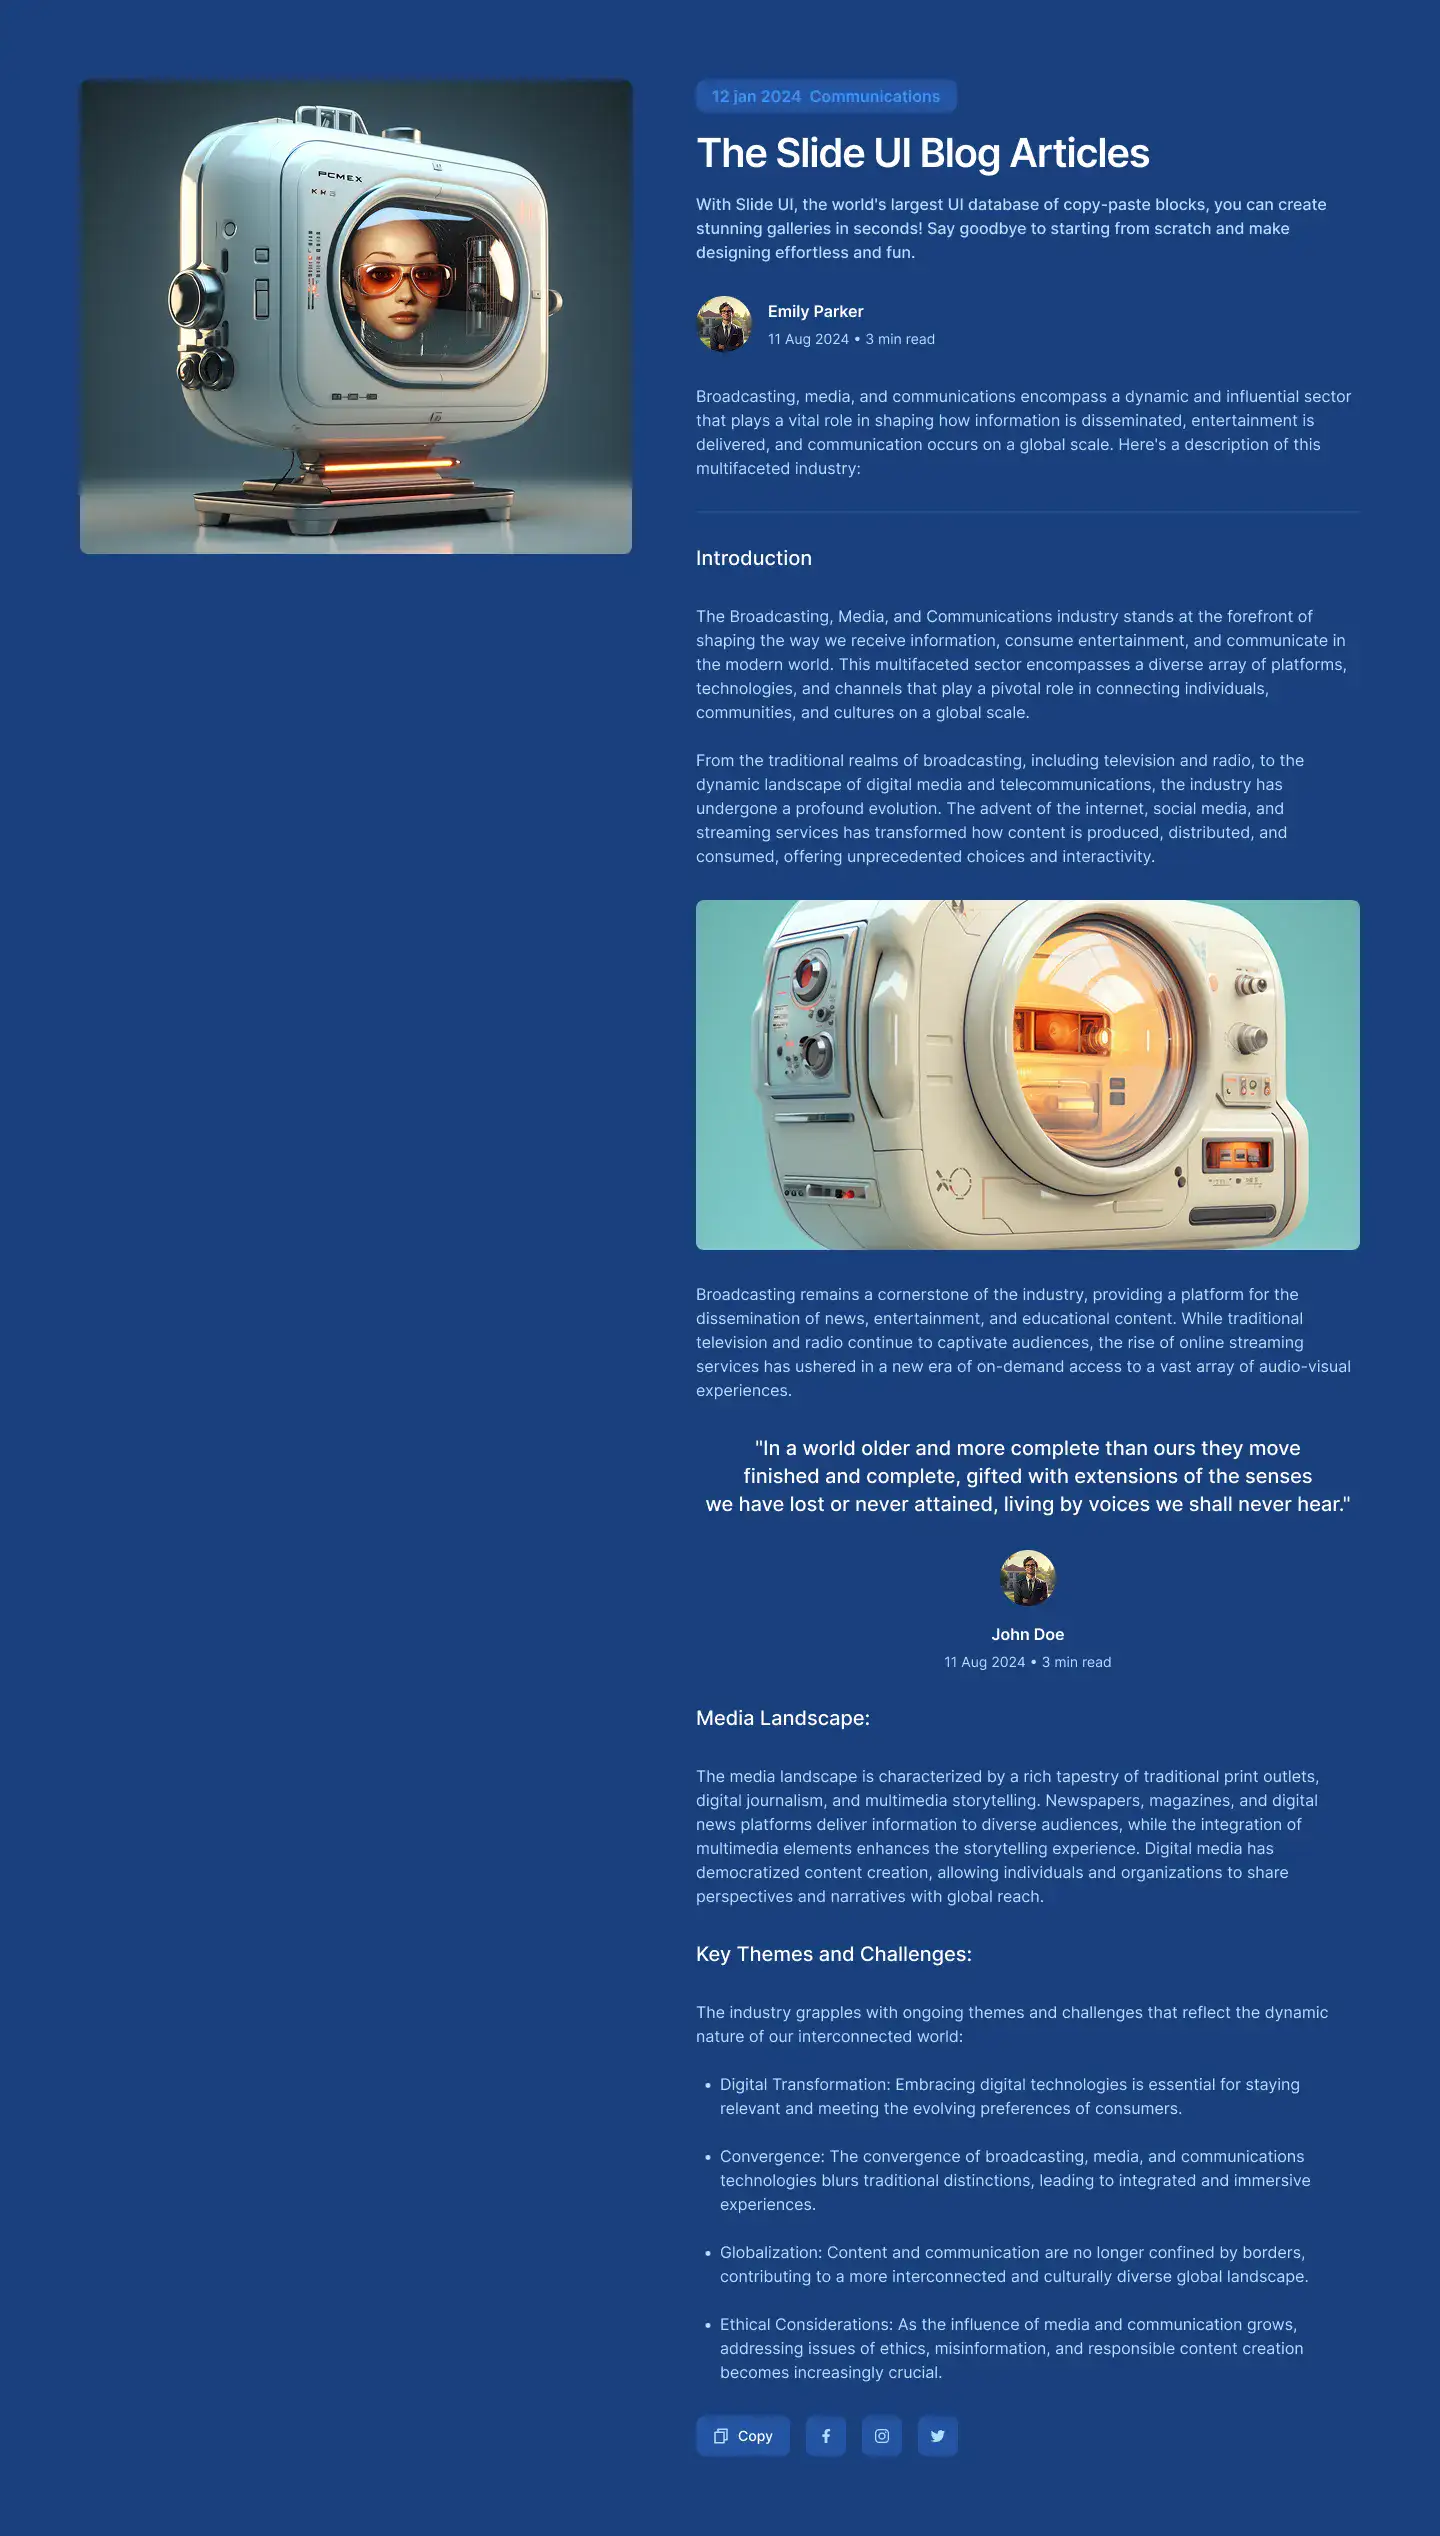 PCMEX
12 jan 2024 Communications
The Slide UI Blog Articles
With Slide UI, the world's largest UI database of copy-paste blocks, you can create
stunning galleries in seconds! Say goodbye to starting from scratch and make
designing effortless and fun.
Emily Parker
11 Aug 2024 • 3 min read
Broadcasting, media, and communications encompass a dynamic and influential sector
that plays a vital role in shaping how information is disseminated, entertainment is
delivered, and communication occurs on a global scale. Here's a description of this
multifaceted industry:
Introduction
The Broadcasting, Media, and Communications industry stands at the forefront of
shaping the way we receive information, consume entertainment, and communicate in
the modern world. This multifaceted sector encompasses a diverse array of platforms,
technologies, and channels that play a pivotal role in connecting individuals,
communities, and cultures on a global scale.
From the traditional realms of broadcasting, including television and radio, to the
dynamic landscape of digital media and telecommunications, the industry has
undergone a profound evolution. The advent of the internet, social media, and
streaming services has transformed how content is produced, distributed, and
consumed, offering unprecedented choices and interactivity.
Broadcasting remains a cornerstone of the industry, providing a platform for the
dissemination of news, entertainment, and educational content. While traditional
television and radio continue to captivate audiences, the rise of online streaming
services has ushered in a new era of on-demand access to a vast array of audio-visual
experiences.
"In a world older and more complete than ours they move
finished and complete, gifted with extensions of the senses
we have lost or never attained, living by voices we shall never hear."
John Doe
11 Aug 2024 • 3 min read
Media Landscape:
The media landscape is characterized by a rich tapestry of traditional print outlets,
digital journalism, and multimedia storytelling. Newspapers, magazines, and digital
news platforms deliver information to diverse audiences, while the integration of
multimedia elements enhances the storytelling experience. Digital media has
democratized content creation, allowing individuals and organizations to share
perspectives and narratives with global reach.
Key Themes and Challenges:
The industry grapples with ongoing themes and challenges that reflect the dynamic
nature of our interconnected world:
• Digital Transformation: Embracing digital technologies is essential for staying
relevant and meeting the evolving preferences of consumers.
• Convergence: The convergence of broadcasting, media, and communications
technologies blurs traditional distinctions, leading to integrated and immersive
experiences.
• Globalization: Content and communication are no longer confined by borders,
contributing to a more interconnected and culturally diverse global landscape.
• Ethical Considerations: As the influence of media and communication grows,
addressing issues of ethics, misinformation, and responsible content creation
becomes increasingly crucial.
Copy